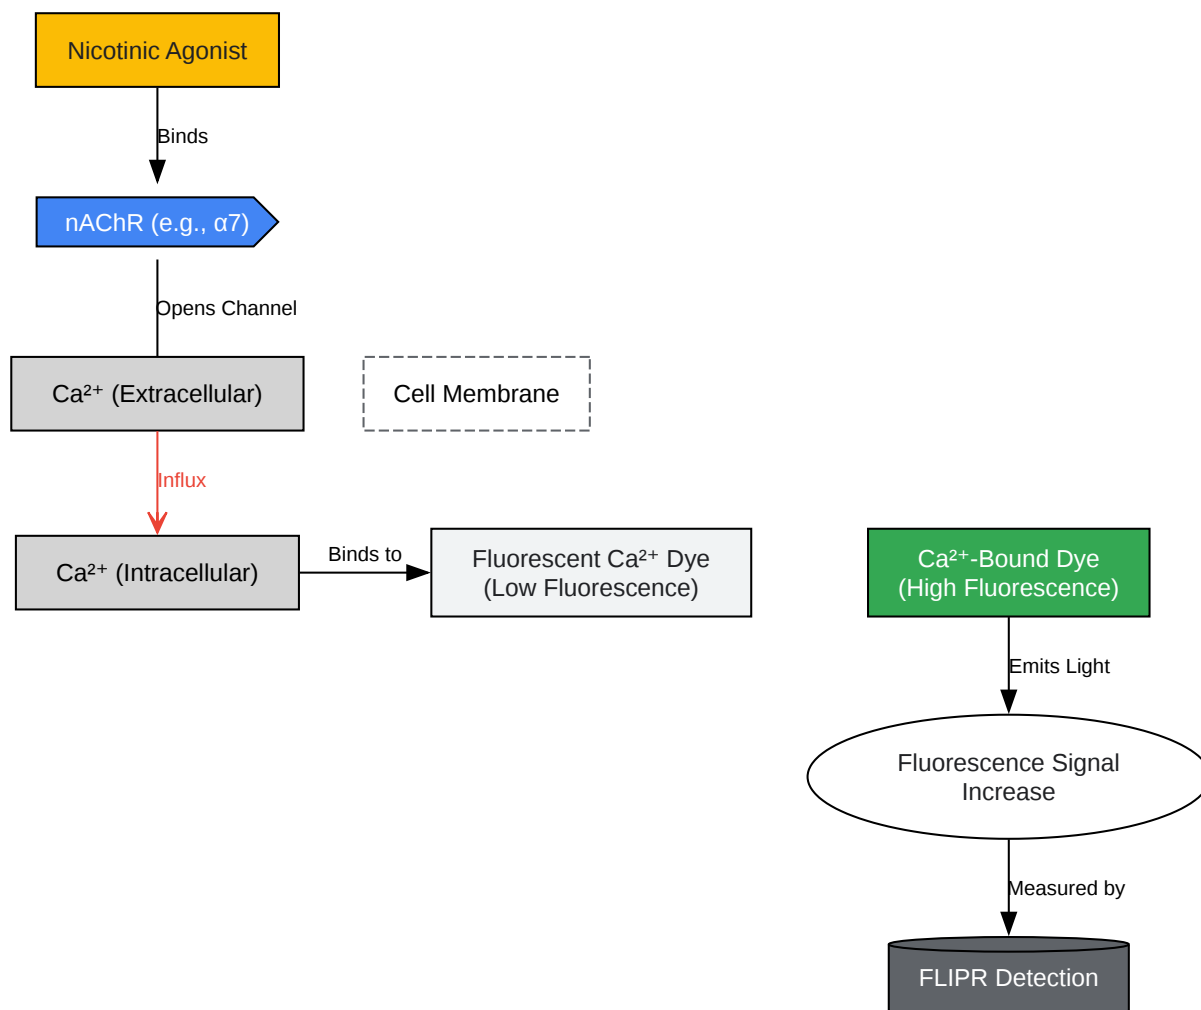 Nicotinic Agonist
Binds
nAChR (e.g., α7)
Opens Channel
Ca²⁺ (Extracellular)
Cell Membrane
Influx
Ca²⁺ (Intracellular)
Binds to
Fluorescent Ca²⁺ Dye
(Low Fluorescence)
Ca²⁺-Bound Dye
(High Fluorescence)
Emits Light
Fluorescence Signal
Increase
Measured by
FLIPR Detection